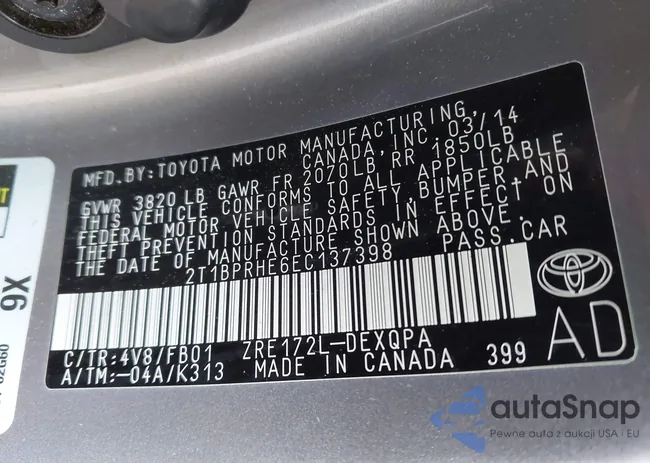 MFD. BY: TOYOTA MOTOR MANUFACTURING,
CANADA, INC. 03/14
GVWR 3820 LB GAWR FR 2070LB, RR 1850LB
THIS VEHICLE CONFORMS TO ALL APPLICABLE
FEDERAL MOTOR VEHICLE SAFETY, BUMPER, AND
THEFT PREVENTION STANDARDS IN EFFECT ON
THE DATE OF MANUFACTURE SHOWN ABOVE.
2T1BPRHE6EC137398 PASS. CAR
C/TR:4V8/FB01 ZRE172L-DEXQPA
A/TM:-04A/K313 MADE IN CANADA 399
AD
9X
autaSnap
Pewne auta z aukcji USA i EU